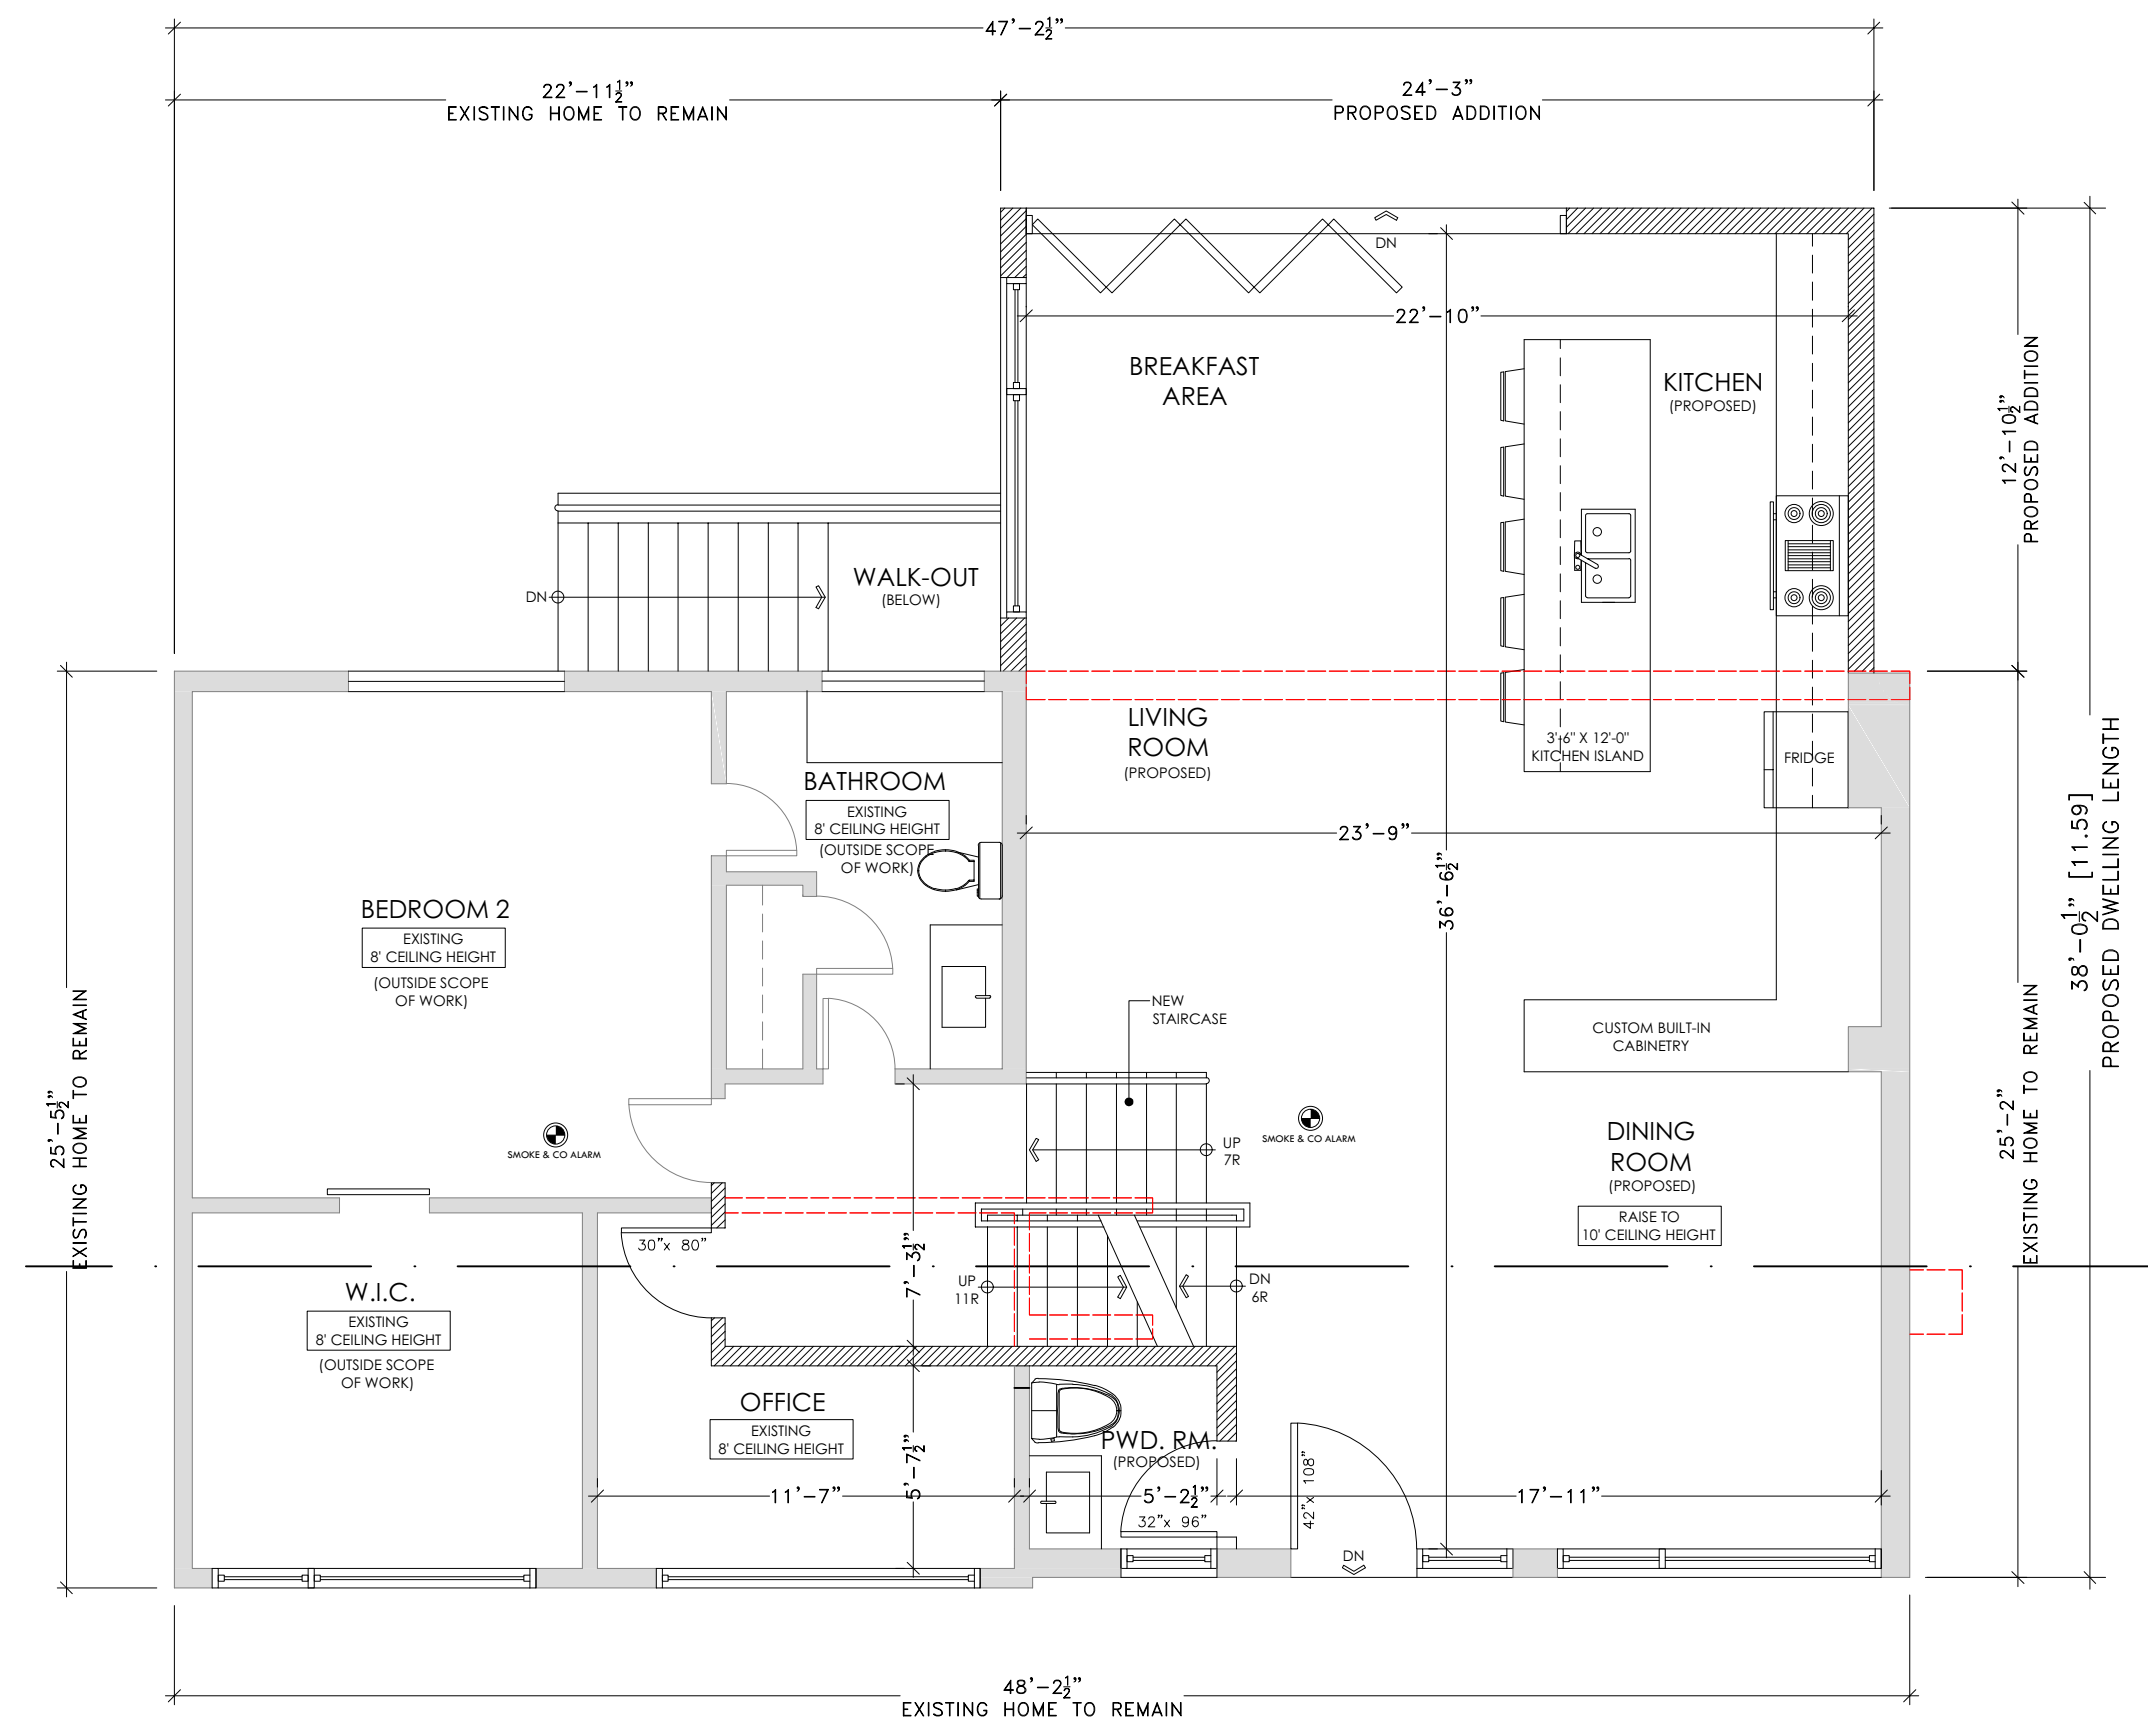 47'-2½"
22'-11½"
EXISTING HOME TO REMAIN
24'-3"
PROPOSED ADDITION
DN
22'-10"
BREAKFAST
AREA
KITCHEN
(PROPOSED)
12'-10½"
PROPOSED ADDITION
WALK-OUT
(BELOW)
DN
LIVING
ROOM
(PROPOSED)
3'-6" X 12'-0"
KITCHEN ISLAND
FRIDGE
BATHROOM
EXISTING
8' CEILING HEIGHT
(OUTSIDE SCOPE
OF WORK)
23'-9"
36'-6½"
38'-0½" [11.59]
PROPOSED DWELLING LENGTH
BEDROOM 2
EXISTING
8' CEILING HEIGHT
(OUTSIDE SCOPE
OF WORK)
NEW
STAIRCASE
CUSTOM BUILT-IN
CABINETRY
25'-5½"
EXISTING HOME TO REMAIN
25'-2"
EXISTING HOME TO REMAIN
SMOKE & CO ALARM
SMOKE & CO ALARM
UP
7R
DINING
ROOM
(PROPOSED)
RAISE TO
10' CEILING HEIGHT
30"x 80"
7'-3½"
UP
11R
DN
6R
W.I.C.
EXISTING
8' CEILING HEIGHT
(OUTSIDE SCOPE
OF WORK)
OFFICE
EXISTING
8' CEILING HEIGHT
5'-7½"
PWD. RM.
(PROPOSED)
42"x 108"
11'-7"
5'-2½"
17'-11"
32"x 96"
DN
48'-2½"
EXISTING HOME TO REMAIN